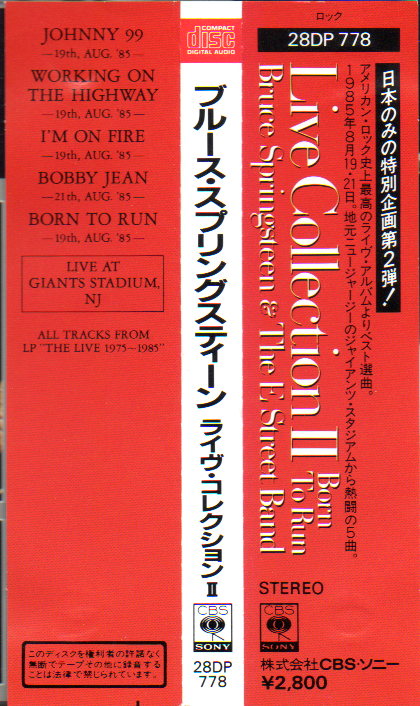 JOHNNY 99
—19th, AUG. '85—
WORKING ON
THE HIGHWAY
—19th, AUG. '85—
I'M ON FIRE
—19th, AUG. '85—
BOBBY JEAN
—21th, AUG. '85—
BORN TO RUN
—19th, AUG. '85—
LIVE AT
GIANTS STADIUM,
NJ
ALL TRACKS FROM
LP "THE LIVE 1975~1985"
このディスクを権利者の許諾なく
無断でテープその他に録音する
ことは法律で禁じられています。
COMPACT
disc
DIGITAL AUDIO
ブルース・スプリングスティーン ライヴ・コレクションⅡ
CBS
SONY
28DP
778
ロック
28DP 778
日本のみの特別企画第2弾!
アメリカン・ロック史上最高のライヴ・アルバムよりベスト選曲。
1985年8月19・21日。地元ニュージャージーのジャイアンツ・スタジアムから熱闘の5曲。
Live Collection II
Born
To Run
Bruce Springsteen & The E Street Band
STEREO
CBS
SONY
株式会社CBS・ソニー
¥2,800